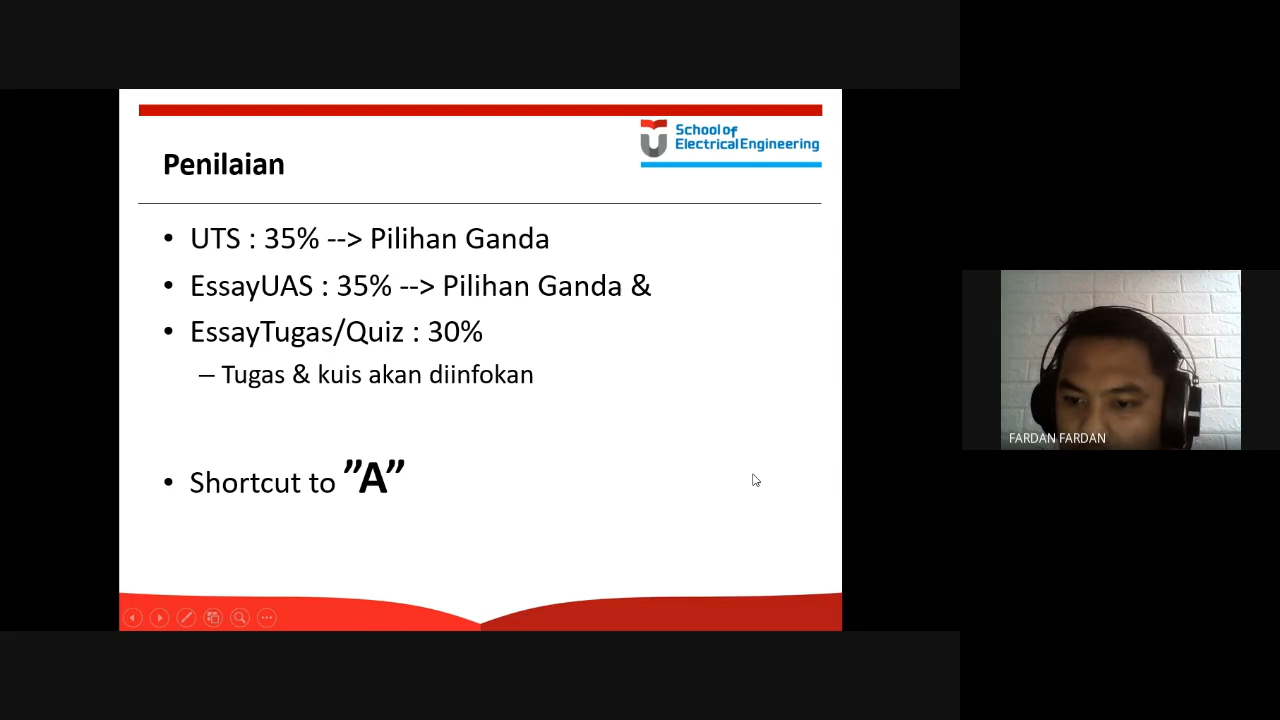 School of
Electrical Engineering
Penilaian
• UTS : 35% --> Pilihan Ganda
• EssayUAS : 35% --> Pilihan Ganda &
• EssayTugas/Quiz : 30%
– Tugas & kuis akan diinfokan
• Shortcut to ”A”
FARDAN FARDAN